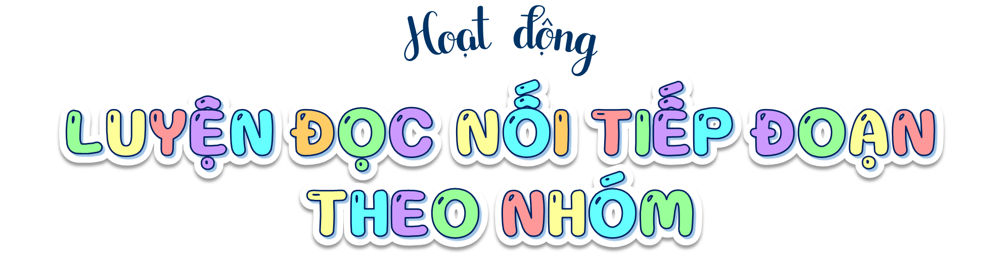 Hoạt động
LUYỆN ĐỌC NỐI TIẾP ĐOẠN
THEO NHÓM